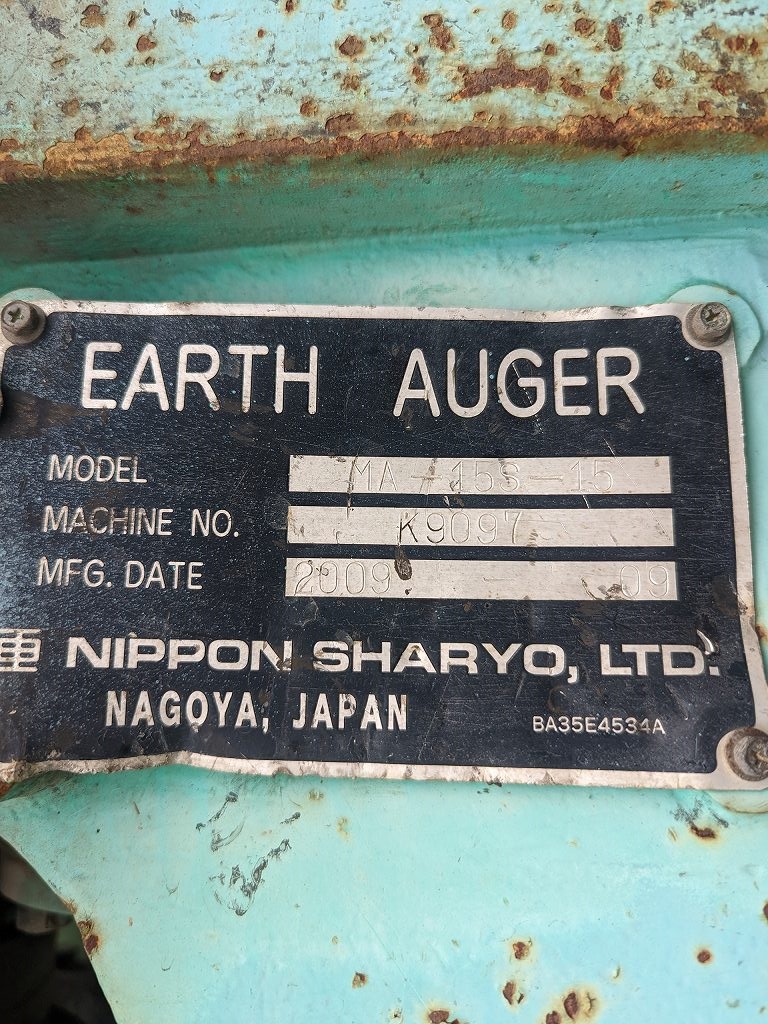 EARTH AUGER
MODEL MA-15S-15
MACHINE NO. K9097
MFG. DATE 2009 - 09
NIPPON SHARYO, LTD.
NAGOYA, JAPAN BA35E4534A